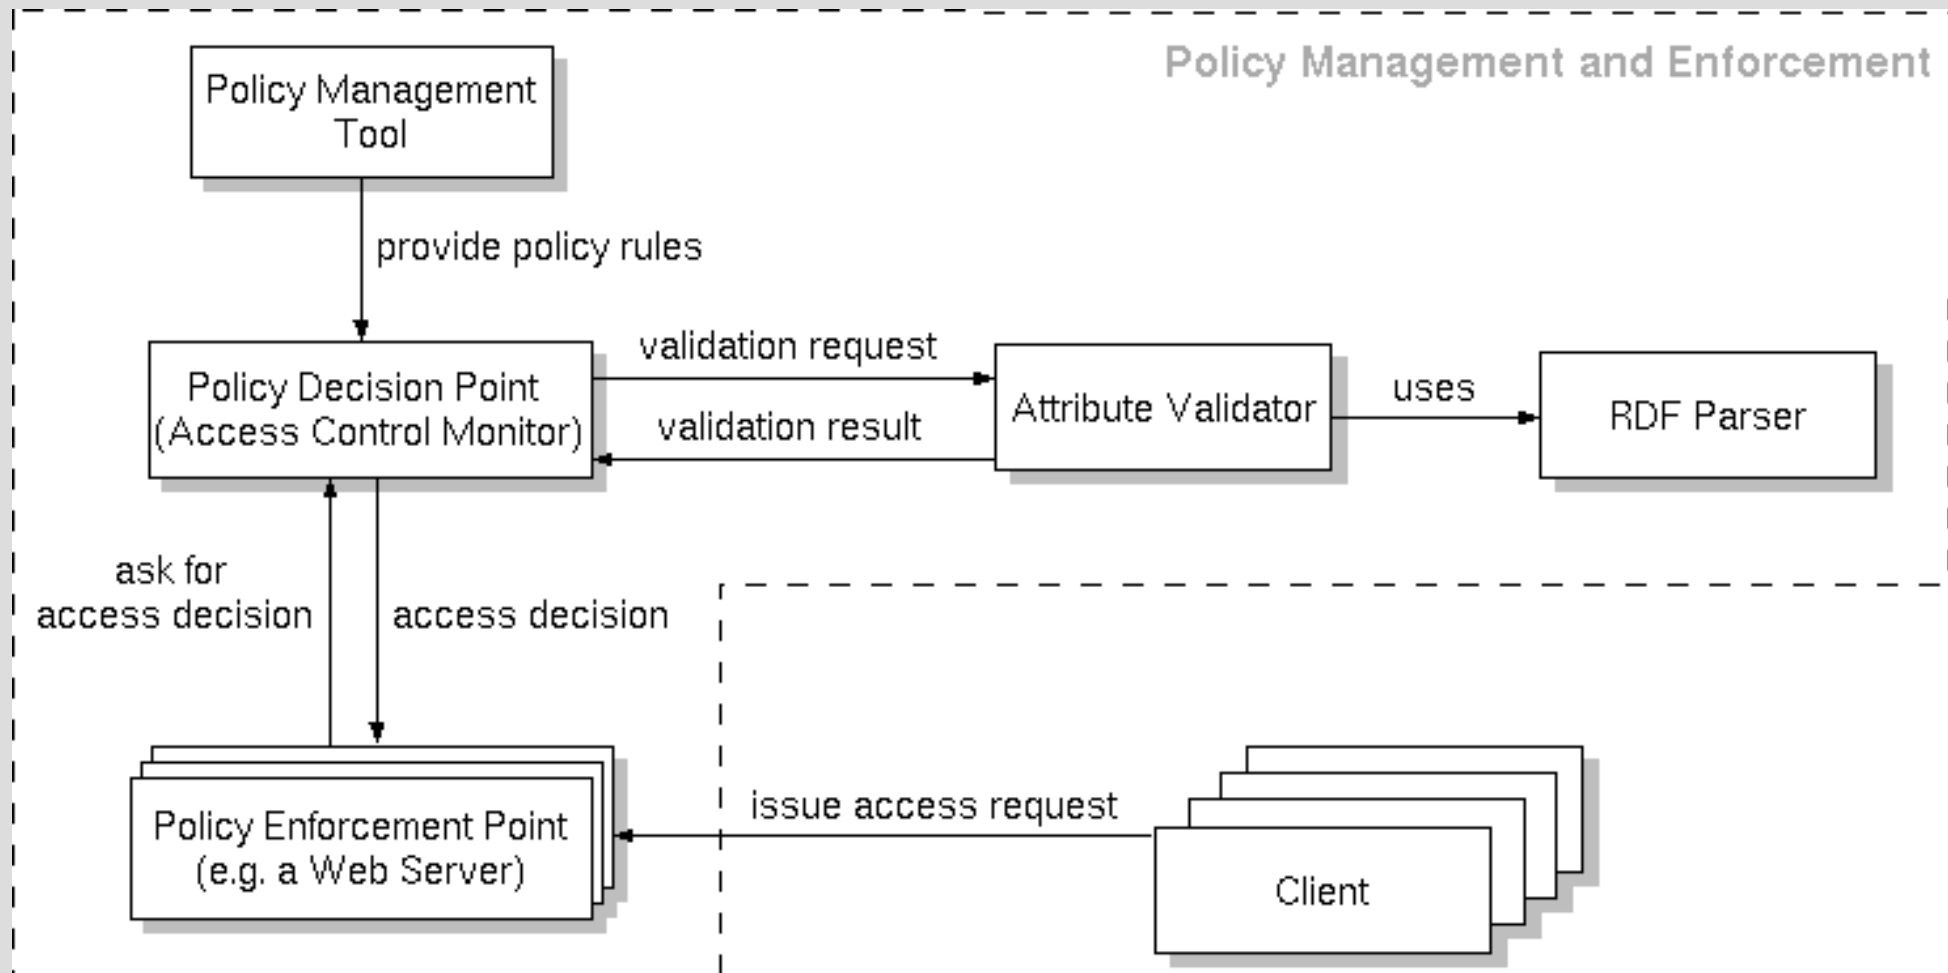 Policy Management and Enforcement
Policy Management
Tool
provide policy rules
validation request
Policy Decision Point
(Access Control Monitor)
Attribute Validator
uses
RDF Parser
validation result
ask for
access decision
access decision
issue access request
Policy Enforcement Point
(e.g. a Web Server)
Client